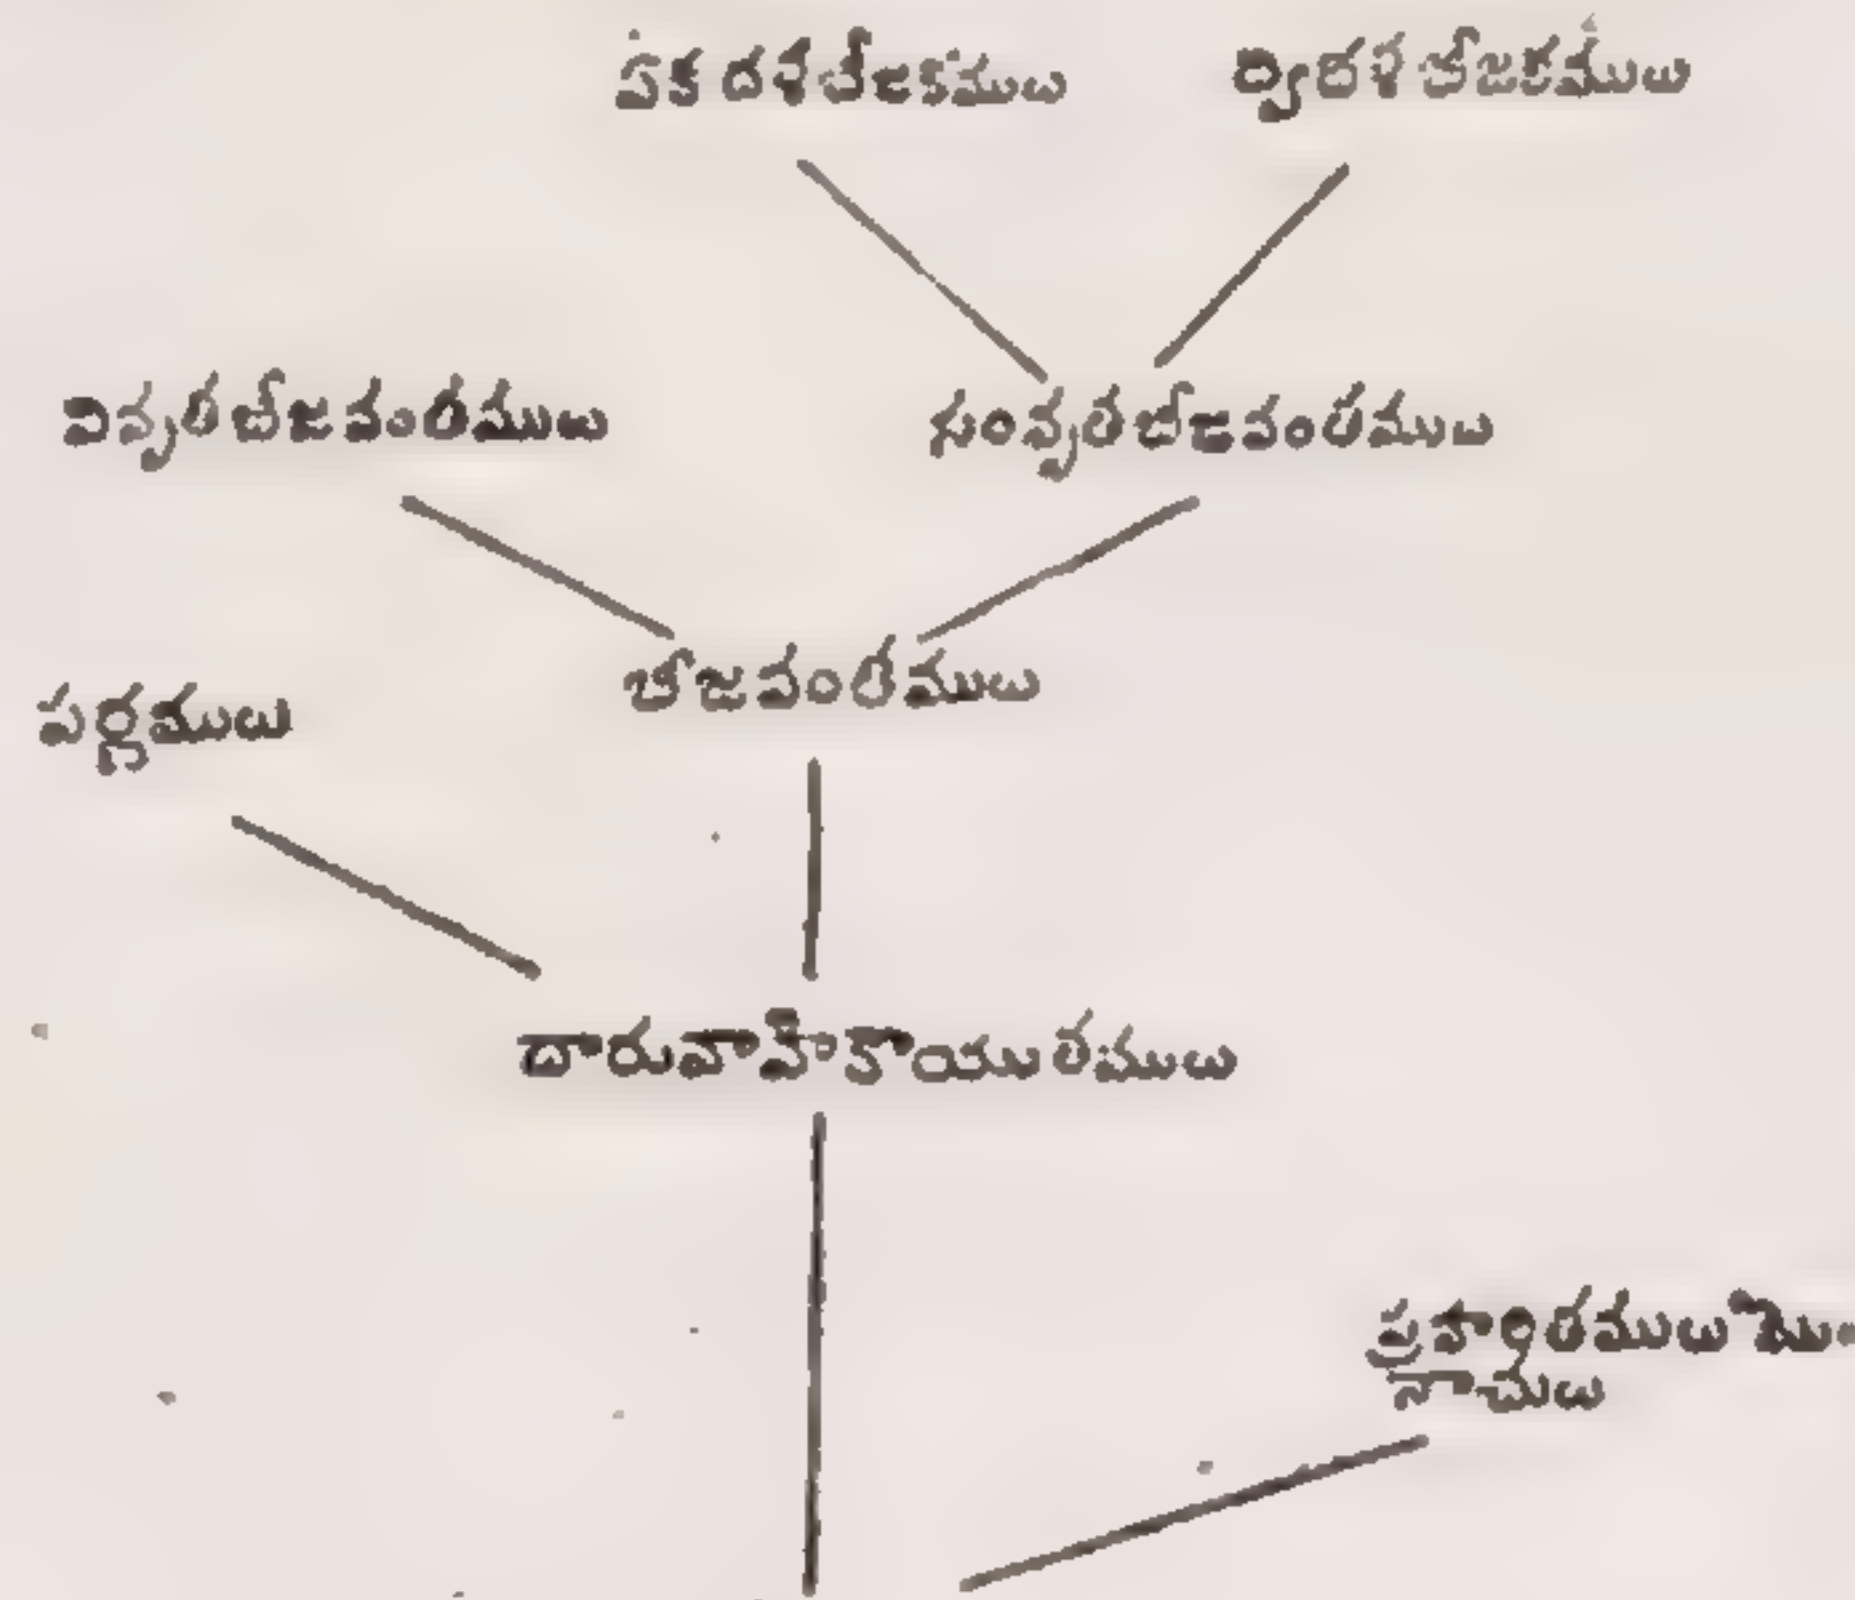 ఏకదళబీజకములు
ద్విదళబీజకములు
వివృతబీజవంతములు
సంవృతబీజవంతములు
బీజవంతములు
పర్ణములు
దారువాహికాయుతములు
నాచులు